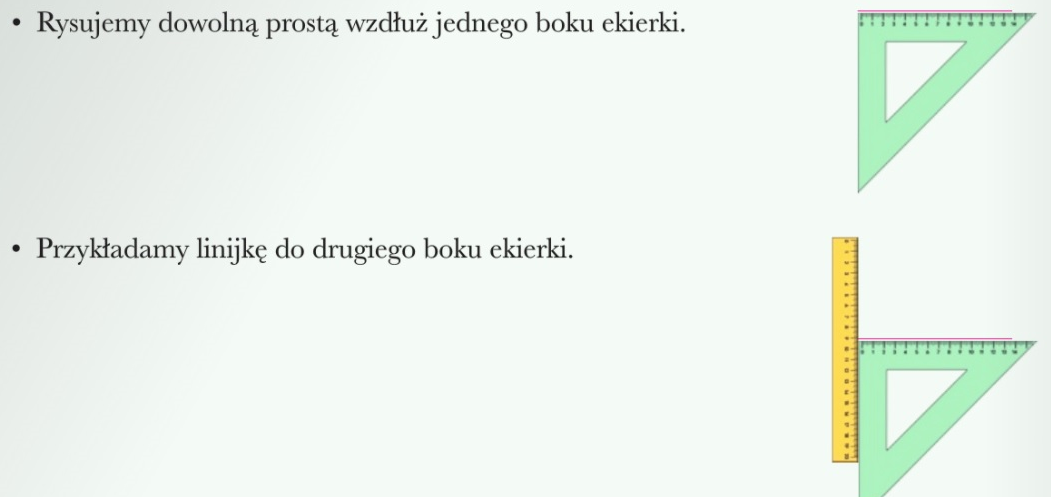 • Rysujemy dowolną prostą wzdłuż jednego boku ekierki.
• Przykładamy linijkę do drugiego boku ekierki.